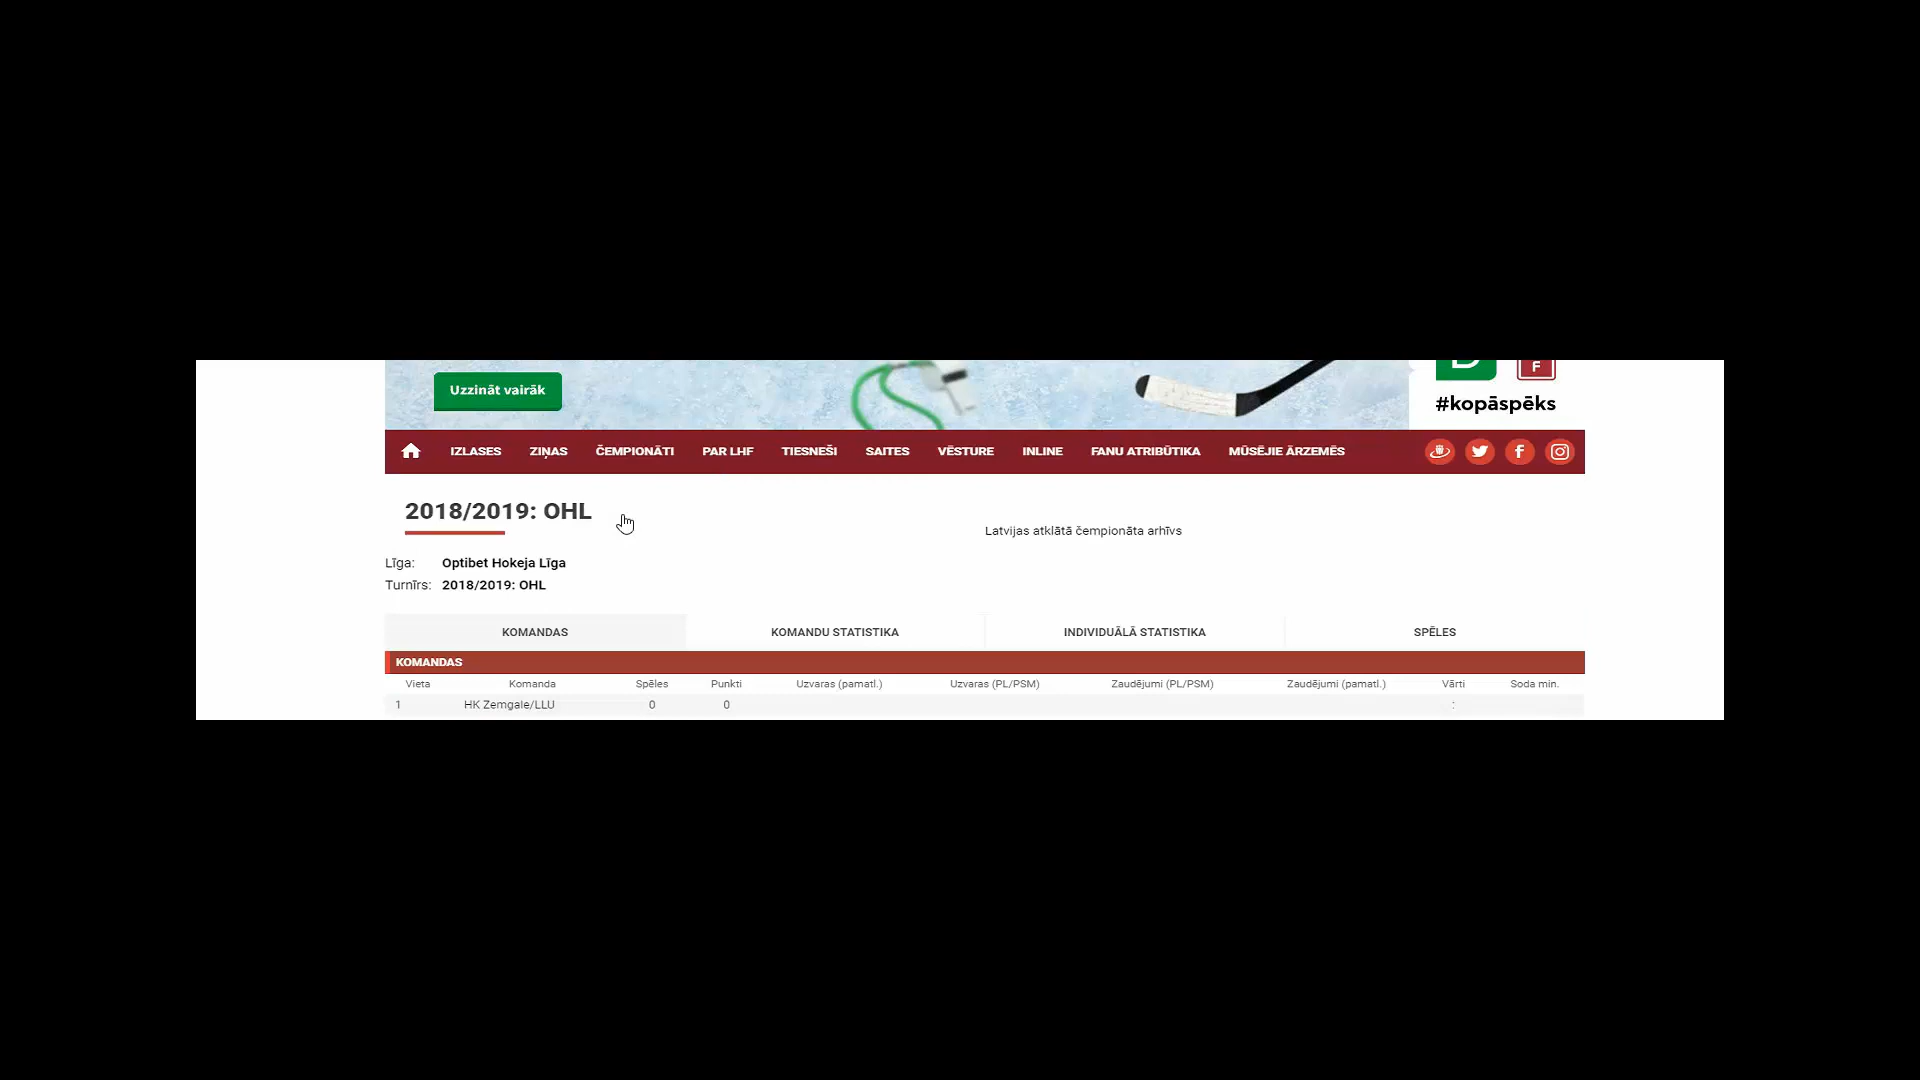 Uzzināt vairāk
F
#kopāspēks
IZLASES ZIŅAS ČEMPIONĀTI PAR LHF TIESNEŠI SAITES VĒSTURE INLINE FANU ATRIBŪTIKA MŪSĒJIE ĀRZEMĒS
2018/2019: OHL
Latvijas atklātā čempionāta arhīvs
Līga: Optibet Hokeja Līga
Turnīrs: 2018/2019: OHL
KOMANDAS KOMANDU STATISTIKA INDIVIDUĀLĀ STATISTIKA SPĒLES
KOMANDAS
Vieta Komanda Spēles Punkti Uzvaras (pamatl.) Uzvaras (PL/PSM) Zaudējumi (PL/PSM) Zaudējumi (pamatl.) Vārti Soda min.
1 HK Zemgale/LLU 0 0 :